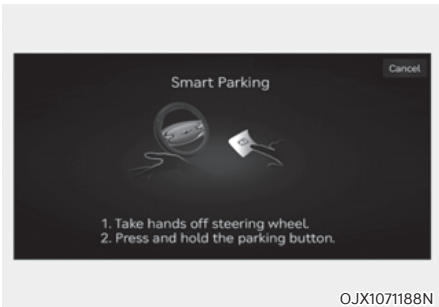 Cancel
Smart Parking
1. Take hands off steering wheel.
2. Press and hold the parking button.
OJX1071188N